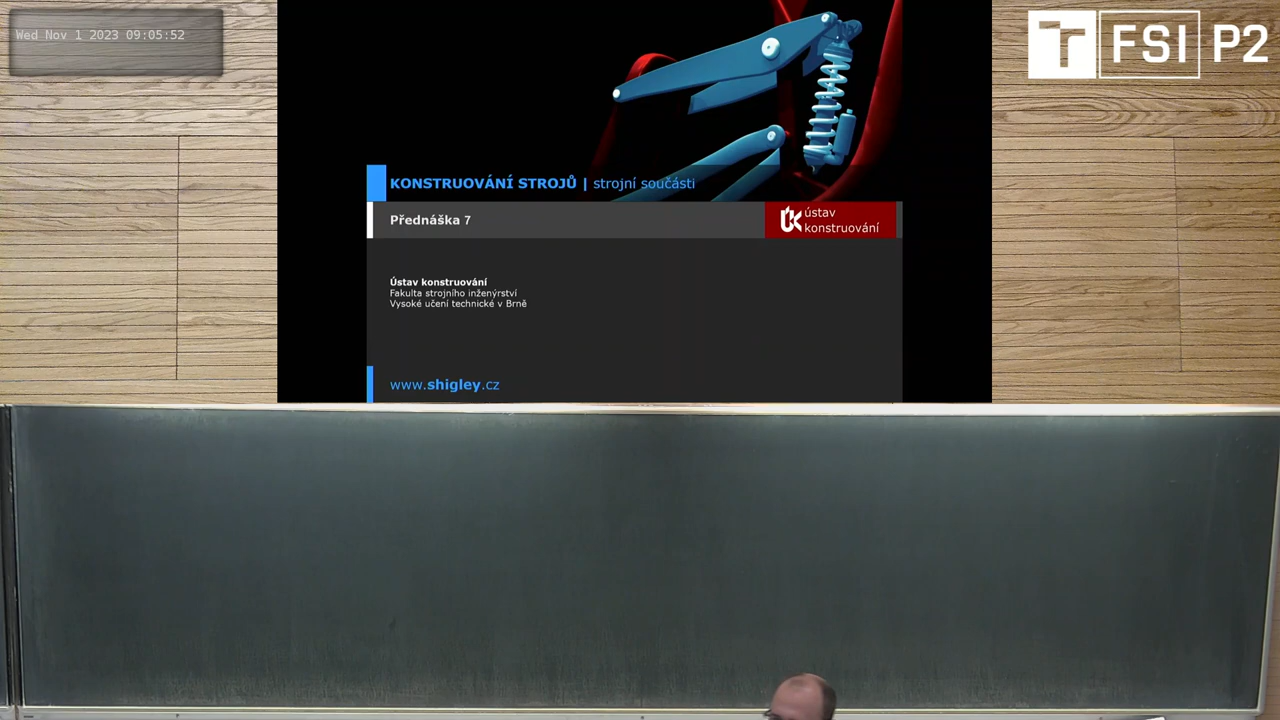 Wed Nov 1 2023 09:05:52
T FSI P2
KONSTRUOVÁNÍ STROJŮ | strojní součásti
Přednáška 7
ÚK ústav
konstruování
Ústav konstruování
Fakulta strojního inženýrství
Vysoké učení technické v Brně
www.shigley.cz